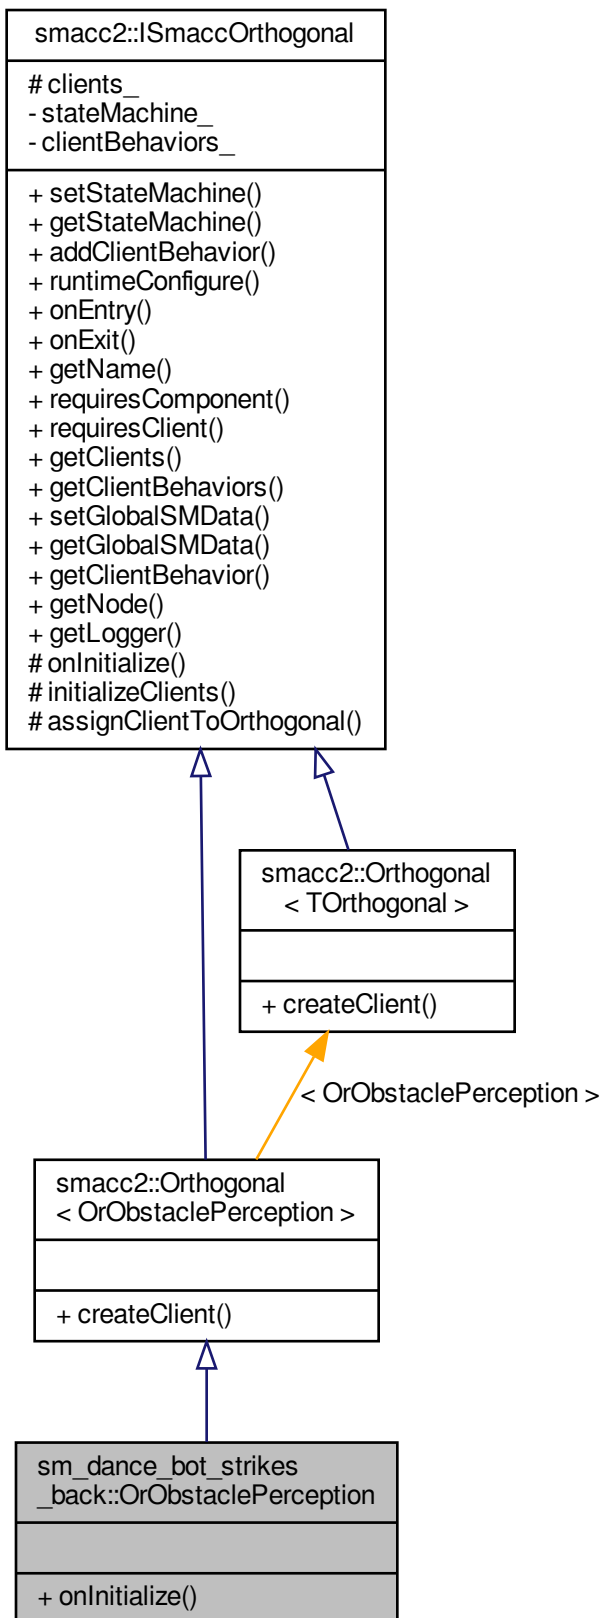 smacc2::ISmaccOrthogonal
# clients_
- stateMachine_
- clientBehaviors_
+ setStateMachine()
+ getStateMachine()
+ addClientBehavior()
+ runtimeConfigure()
+ onEntry()
+ onExit()
+ getName()
+ requiresComponent()
+ requiresClient()
+ getClients()
+ getClientBehaviors()
+ setGlobalSMData()
+ getGlobalSMData()
+ getClientBehavior()
+ getNode()
+ getLogger()
# onInitialize()
# initializeClients()
# assignClientToOrthogonal()
smacc2::Orthogonal
< TOrthogonal >
+ createClient()
< OrObstaclePerception >
smacc2::Orthogonal
< OrObstaclePerception >
+ createClient()
sm_dance_bot_strikes
_back::OrObstaclePerception
+ onInitialize()